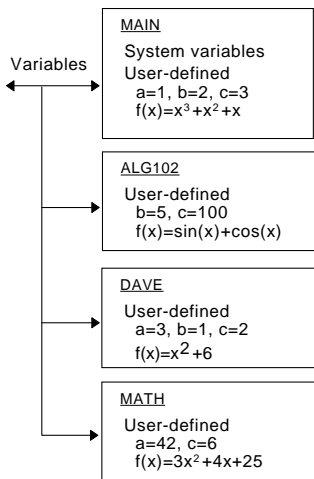 Variables
MAIN
System variables
User-defined
a=1, b=2, c=3
f(x)=x³+x²+x
ALG102
User-defined
b=5, c=100
f(x)=sin(x)+cos(x)
DAVE
User-defined
a=3, b=1, c=2
f(x)=x²+6
MATH
User-defined
a=42, c=6
f(x)=3x²+4x+25